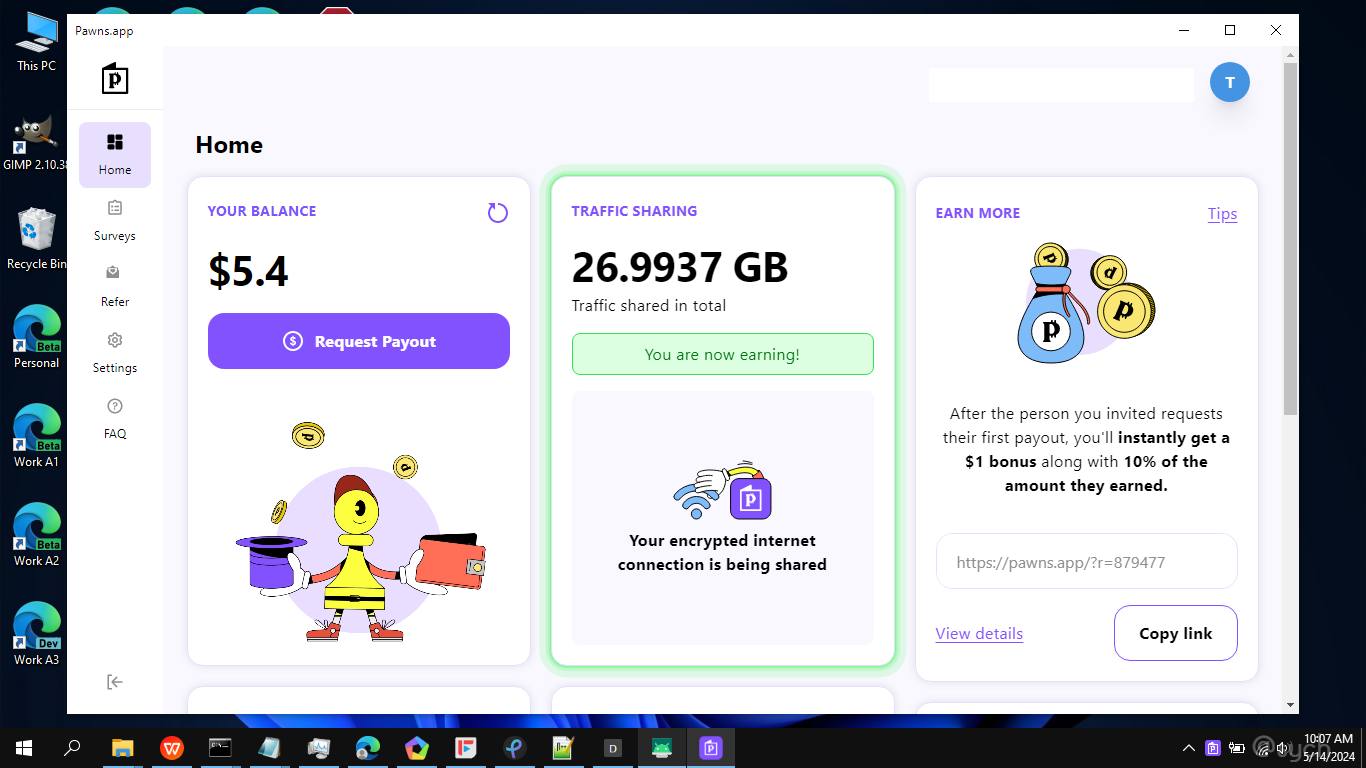 Pawns.app
This PC
GIMP 2.10.38
Recycle Bin
Personal
Work A1
Work A2
Work A3
Beta
Beta
Beta
Dev
Home
Surveys
Refer
Settings
FAQ
T
Home
YOUR BALANCE
$5.4
Request Payout
TRAFFIC SHARING
26.9937 GB
Traffic shared in total
You are now earning!
Your encrypted internet
connection is being shared
EARN MORE
Tips
After the person you invited requests
their first payout, you'll instantly get a
$1 bonus along with 10% of the
amount they earned.
https://pawns.app/?r=879477
View details
Copy link
10:07 AM
5/14/2024